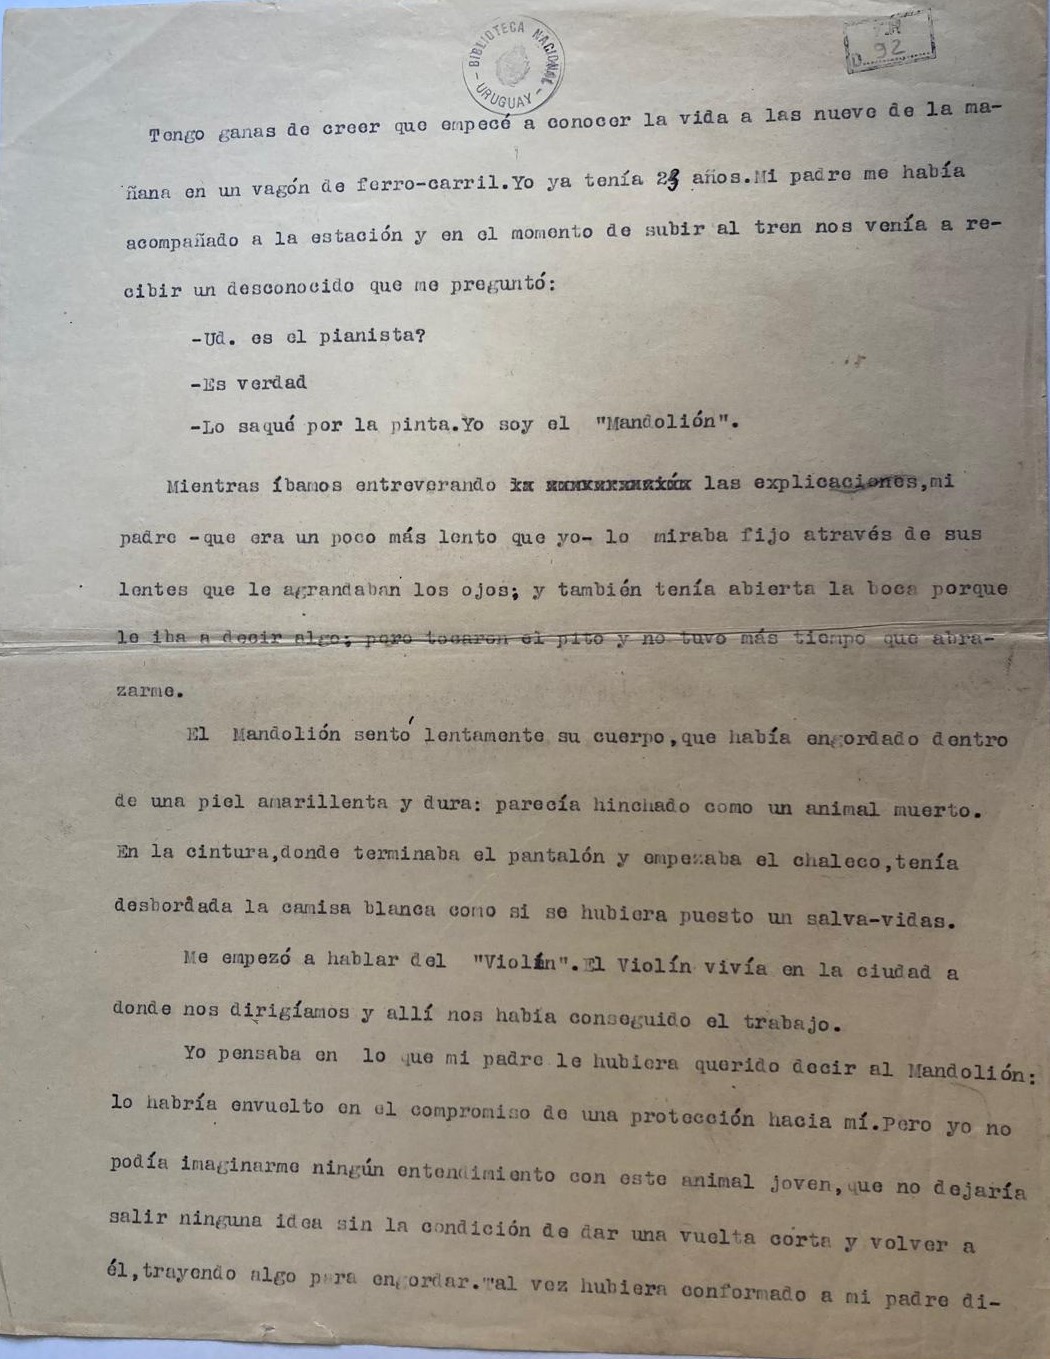 BIBLIOTECA NACIONAL
- URUGUAY -
D. 92
Tengo ganas de creer que empecé a conocer la vida a las nueve de la ma-
ñana en un vagón de ferro-carril.Yo ya tenía 23 años.Mi padre me había
acompañado a la estación y en el momento de subir al tren nos venía a re-
cibir un desconocido que me preguntó:
-Ud. es el pianista?
-Es verdad
-Lo saqué por la pinta.Yo soy el "Mandolión".
Mientras íbamos entreverando las explicaciones,mi
padre -que era un poco más lento que yo- lo miraba fijo através de sus
lentes que le agrandaban los ojos; y también tenía abierta la boca porque
le iba a decir algo; pero tocaron el pito y no tuvo más tiempo que abra-
zarme.
El Mandolión sentó lentamente su cuerpo,que había engordado dentro
de una piel amarillenta y dura: parecía hinchado como un animal muerto.
En la cintura,donde terminaba el pantalón y empezaba el chaleco,tenía
desbordada la camisa blanca como si se hubiera puesto un salva-vidas.
Me empezó a hablar del "Violín".El Violín vivía en la ciudad a
donde nos dirigíamos y allí nos había conseguido el trabajo.
Yo pensaba en lo que mi padre le hubiera querido decir al Mandolión:
lo habría envuelto en el compromiso de una protección hacia mí.Pero yo no
podía imaginarme ningún entendimiento con este animal joven,que no dejaría
salir ninguna idea sin la condición de dar una vuelta corta y volver a
él,trayendo algo para engordar.Tal vez hubiera conformado a mi padre di-